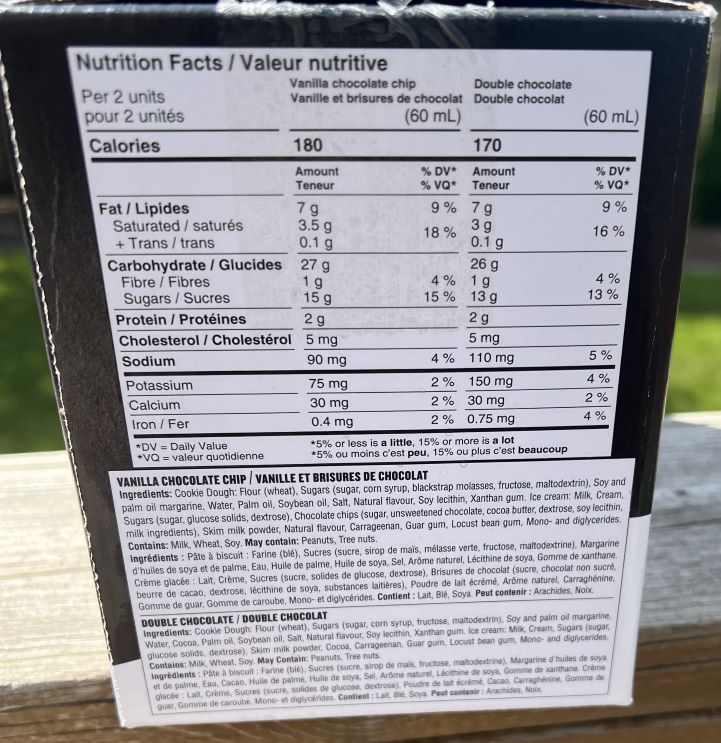 Nutrition Facts / Valeur nutritive
Per 2 units
pour 2 unités
Vanilla chocolate chip
Vanille et brisures de chocolat
(60 mL)
Double chocolate
Double chocolat
(60 mL)
Calories 180 170
Amount % DV* Amount % DV*
Teneur % VQ* Teneur % VQ*
Fat / Lipides 7 g 9 % 7 g 9 %
Saturated / saturés 3.5 g 18 % 3 g 16 %
+ Trans / trans 0.1 g 0.1 g
Carbohydrate / Glucides 27 g 26 g
Fibre / Fibres 1 g 4 % 1 g 4 %
Sugars / Sucres 15 g 15 % 13 g 13 %
Protein / Protéines 2 g 2 g
Cholesterol / Cholestérol 5 mg 5 mg
Sodium 90 mg 4 % 110 mg 5 %
Potassium 75 mg 2 % 150 mg 4 %
Calcium 30 mg 2 % 30 mg 2 %
Iron / Fer 0.4 mg 2 % 0.75 mg 4 %
*DV = Daily Value *5% or less is a little, 15% or more is a lot
*VQ = valeur quotidienne *5% ou moins c'est peu, 15% ou plus c'est beaucoup
VANILLA CHOCOLATE CHIP / VANILLE ET BRISURES DE CHOCOLAT
Ingredients: Cookie Dough: Flour (wheat), Sugars (sugar, corn syrup, blackstrap molasses, fructose, maltodextrin), Soy and
palm oil margarine, Water, Palm oil, Soybean oil, Salt, Natural flavour, Soy lecithin, Xanthan gum. Ice cream: Milk, Cream,
Sugars (sugar, glucose solids, dextrose), Chocolate chips (sugar, unsweetened chocolate, cocoa butter, dextrose, soy lecithin,
milk ingredients), Skim milk powder, Natural flavour, Carrageenan, Guar gum, Locust bean gum, Mono- and diglycerides.
Contains: Milk, Wheat, Soy. May contain: Peanuts, Tree nuts.
Ingrédients : Pâte à biscuit : Farine (blé), Sucres (sucre, sirop de maïs, mélasse verte, fructose, maltodextrine), Margarine
d'huiles de soya et de palme, Eau, Huile de palme, Huile de soya, Sel, Arôme naturel, Lécithine de soya, Gomme de xanthane.
Crème glacée : Lait, Crème, Sucres (sucre, solides de glucose, dextrose), Brisures de chocolat (sucre, chocolat non sucré,
beurre de cacao, dextrose, lécithine de soya, substances laitières), Poudre de lait écrémé, Arôme naturel, Carraghénine,
Gomme de guar, Gomme de caroube, Mono- et diglycérides. Contient : Lait, Blé, Soya. Peut contenir : Arachides, Noix.
DOUBLE CHOCOLATE / DOUBLE CHOCOLAT
Ingredients: Cookie Dough: Flour (wheat), Sugars (sugar, corn syrup, fructose, maltodextrin), Soy and palm oil margarine,
Water, Cocoa, Palm oil, Soybean oil, Salt, Natural flavour, Soy lecithin, Xanthan gum. Ice cream: Milk, Cream, Sugars (sugar,
glucose solids, dextrose), Skim milk powder, Cocoa, Carrageenan, Guar gum, Locust bean gum, Mono- and diglycerides.
Contains: Milk, Wheat, Soy. May Contain: Peanuts, Tree nuts.
Ingrédients : Pâte à biscuit : Farine (blé), Sucres (sucre, sirop de maïs, fructose, maltodextrine), Margarine d'huiles de soya
et de palme, Eau, Cacao, Huile de palme, Huile de soya, Sel, Arôme naturel, Lécithine de soya, Gomme de xanthane. Crème
glacée : Lait, Crème, Sucres (sucre, solides de glucose, dextrose), Poudre de lait écrémé, Cacao, Carraghénine, Gomme de
guar, Gomme de caroube, Mono- et diglycérides. Contient : Lait, Blé, Soya. Peut contenir : Arachides, Noix.